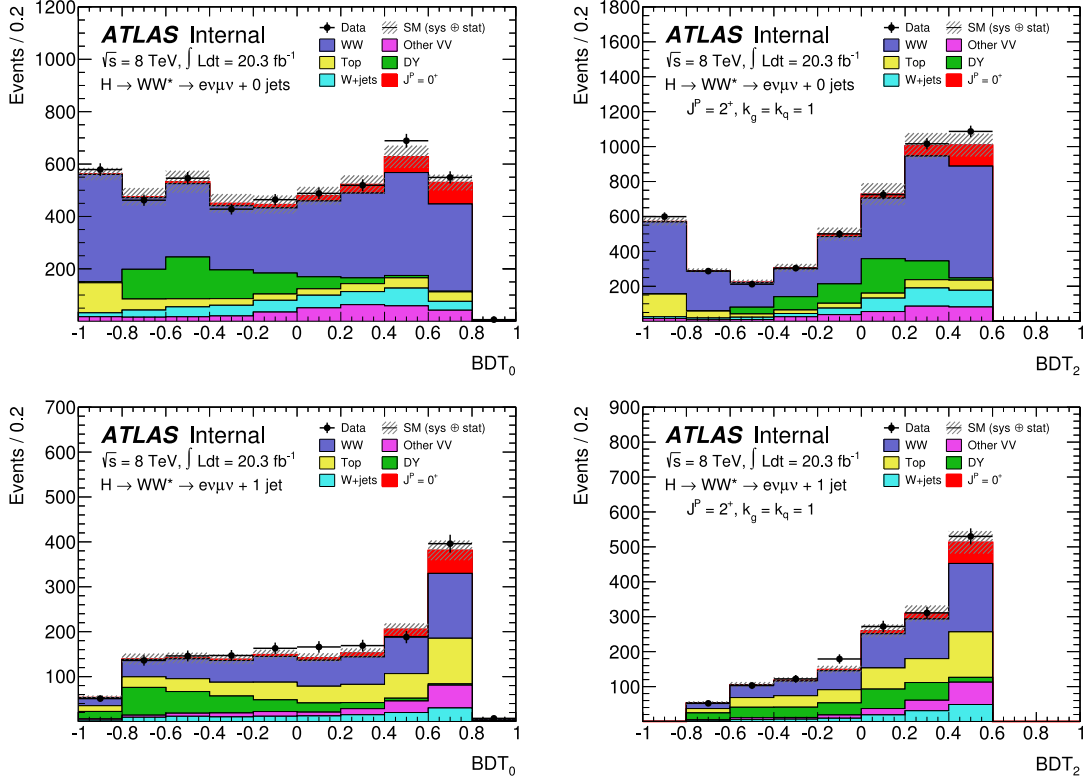 Events / 0.2
1200
1000
800
600
400
200
ATLAS Internal
√s = 8 TeV, ∫ Ldt = 20.3 fb⁻¹
H → WW* → eνμν + 0 jets
Data
SM (sys ⊕ stat)
WW
Other VV
Top
DY
W+jets
Jᴾ = 0⁺
-1 -0.8 -0.6 -0.4 -0.2 0 0.2 0.4 0.6 0.8 1
BDT₀
Events / 0.2
1800
1600
1400
1200
1000
800
600
400
200
ATLAS Internal
√s = 8 TeV, ∫ Ldt = 20.3 fb⁻¹
H → WW* → eνμν + 0 jets
Jᴾ = 2⁺, k_g = k_q = 1
Data
SM (sys ⊕ stat)
WW
Other VV
Top
DY
W+jets
Jᴾ = 0⁺
-1 -0.8 -0.6 -0.4 -0.2 0 0.2 0.4 0.6 0.8 1
BDT₂
Events / 0.2
700
600
500
400
300
200
100
ATLAS Internal
√s = 8 TeV, ∫ Ldt = 20.3 fb⁻¹
H → WW* → eνμν + 1 jet
Data
SM (sys ⊕ stat)
WW
Other VV
Top
DY
W+jets
Jᴾ = 0⁺
-1 -0.8 -0.6 -0.4 -0.2 0 0.2 0.4 0.6 0.8 1
BDT₀
Events / 0.2
900
800
700
600
500
400
300
200
100
ATLAS Internal
√s = 8 TeV, ∫ Ldt = 20.3 fb⁻¹
H → WW* → eνμν + 1 jet
Jᴾ = 2⁺, k_g = k_q = 1
Data
SM (sys ⊕ stat)
WW
Other VV
Top
DY
W+jets
Jᴾ = 0⁺
-1 -0.8 -0.6 -0.4 -0.2 0 0.2 0.4 0.6 0.8 1
BDT₂